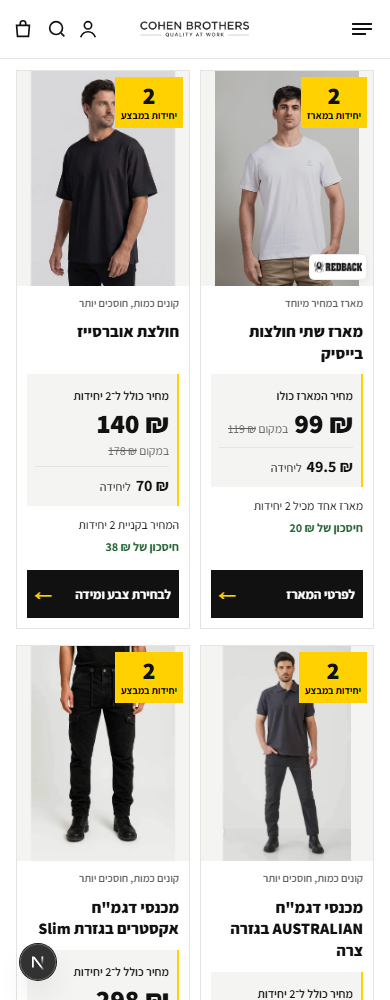 COHEN BROTHERS
QUALITY AT WORK
2
יחידות במארז
REDBACK
מארז במחיר מיוחד
מארז שתי חולצות
בייסיק
מחיר המארז כולו
99 ₪ במקום 119 ₪
49.5 ₪ ליחידה
מארז אחד מכיל 2 יחידות
חיסכון של 20 ₪
לפרטי המארז ←
2
יחידות במבצע
קונים כמות, חוסכים יותר
חולצת אוברסייז
מחיר כולל ל־2 יחידות
140 ₪
במקום 178 ₪
70 ₪ ליחידה
המחיר בקניית 2 יחידות
חיסכון של 38 ₪
לבחירת צבע ומידה ←
2
יחידות במבצע
קונים כמות, חוסכים יותר
מכנסי דגמ"ח
AUSTRALIAN בגזרה
צרה
מחיר כולל ל־2 יחידות
2
יחידות במבצע
קונים כמות, חוסכים יותר
מכנסי דגמ"ח
אקסטרים בגזרת Slim
מחיר כולל ל־2 יחידות
298 ₪
N